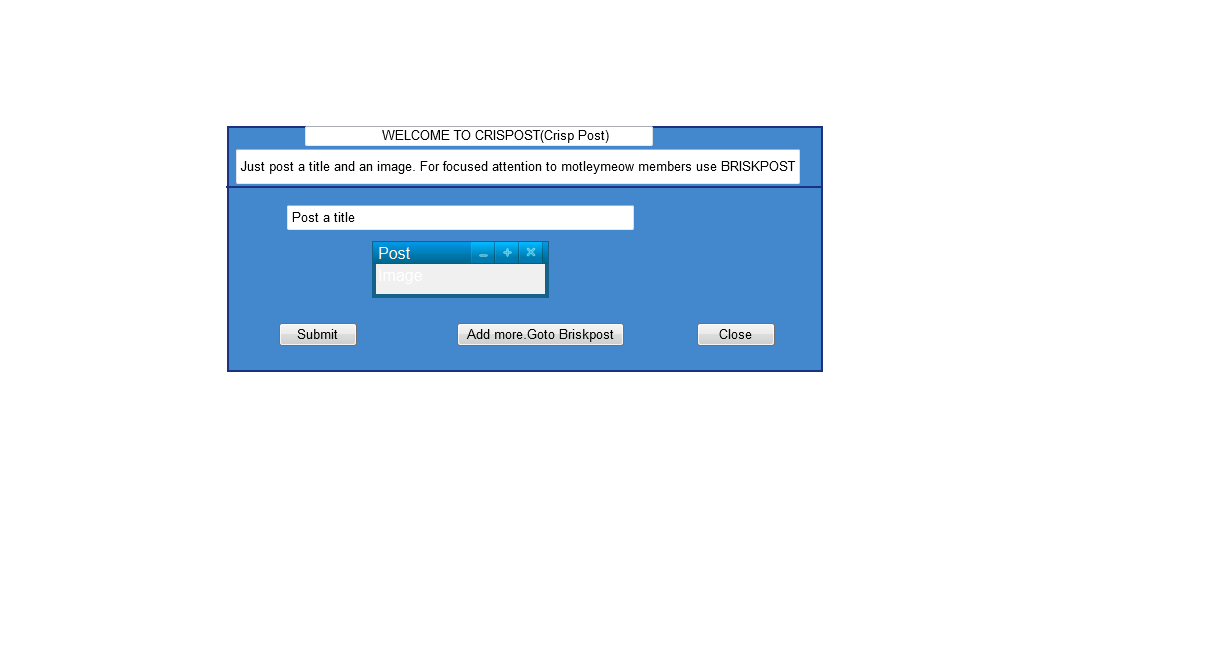 WELCOME TO CRISPOST(Crisp Post)
Just post a title and an image. For focused attention to motleymeow members use BRISKPOST
Post a title
Post
Image
Submit
Add more.Goto Briskpost
Close